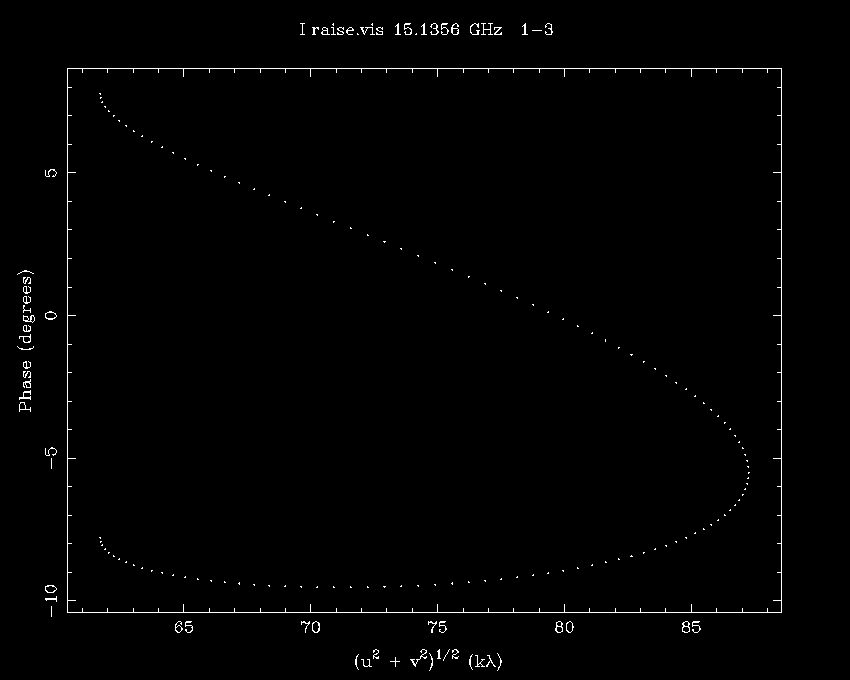 I raise.vis 15.1356 GHz 1−3
Phase (degrees)
5
0
−5
−10
65 70 75 80 85
(u² + v²)^1/2 (kλ)